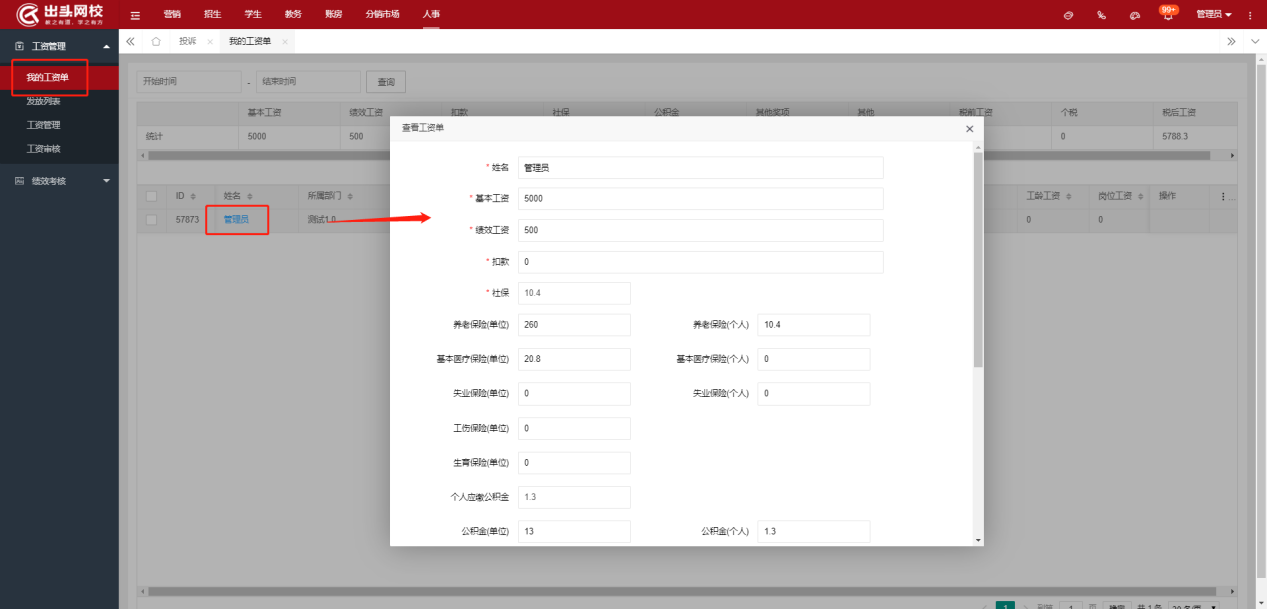 出头网校
教之有道，学之有方
营销 招生 学生 教务 账房 分销市场 人事
99+
管理员
工资管理
投诉 × 我的工资单 ×
我的工资单
发放列表
工资管理
工资审核
绩效考核
开始时间 - 结束时间 查询
基本工资 绩效工资 扣款 社保 公积金 其他奖项 其他 税前工资 个税 税后工资
统计 5000 500 0 5788.3
ID 姓名 所属部门 工龄工资 岗位工资 操作
57873 管理员 测试1.0 0 0
查看工资单 ×
* 姓名 管理员
* 基本工资 5000
* 绩效工资 500
* 扣款 0
* 社保 10.4
养老保险(单位) 260 养老保险(个人) 10.4
基本医疗保险(单位) 20.8 基本医疗保险(个人) 0
失业保险(单位) 0 失业保险(个人) 0
工伤保险(单位) 0
生育保险(单位) 0
个人应缴公积金 1.3
公积金(单位) 13 公积金(个人) 1.3
1 到第 1 页 确定 共 1 条 20 条/页